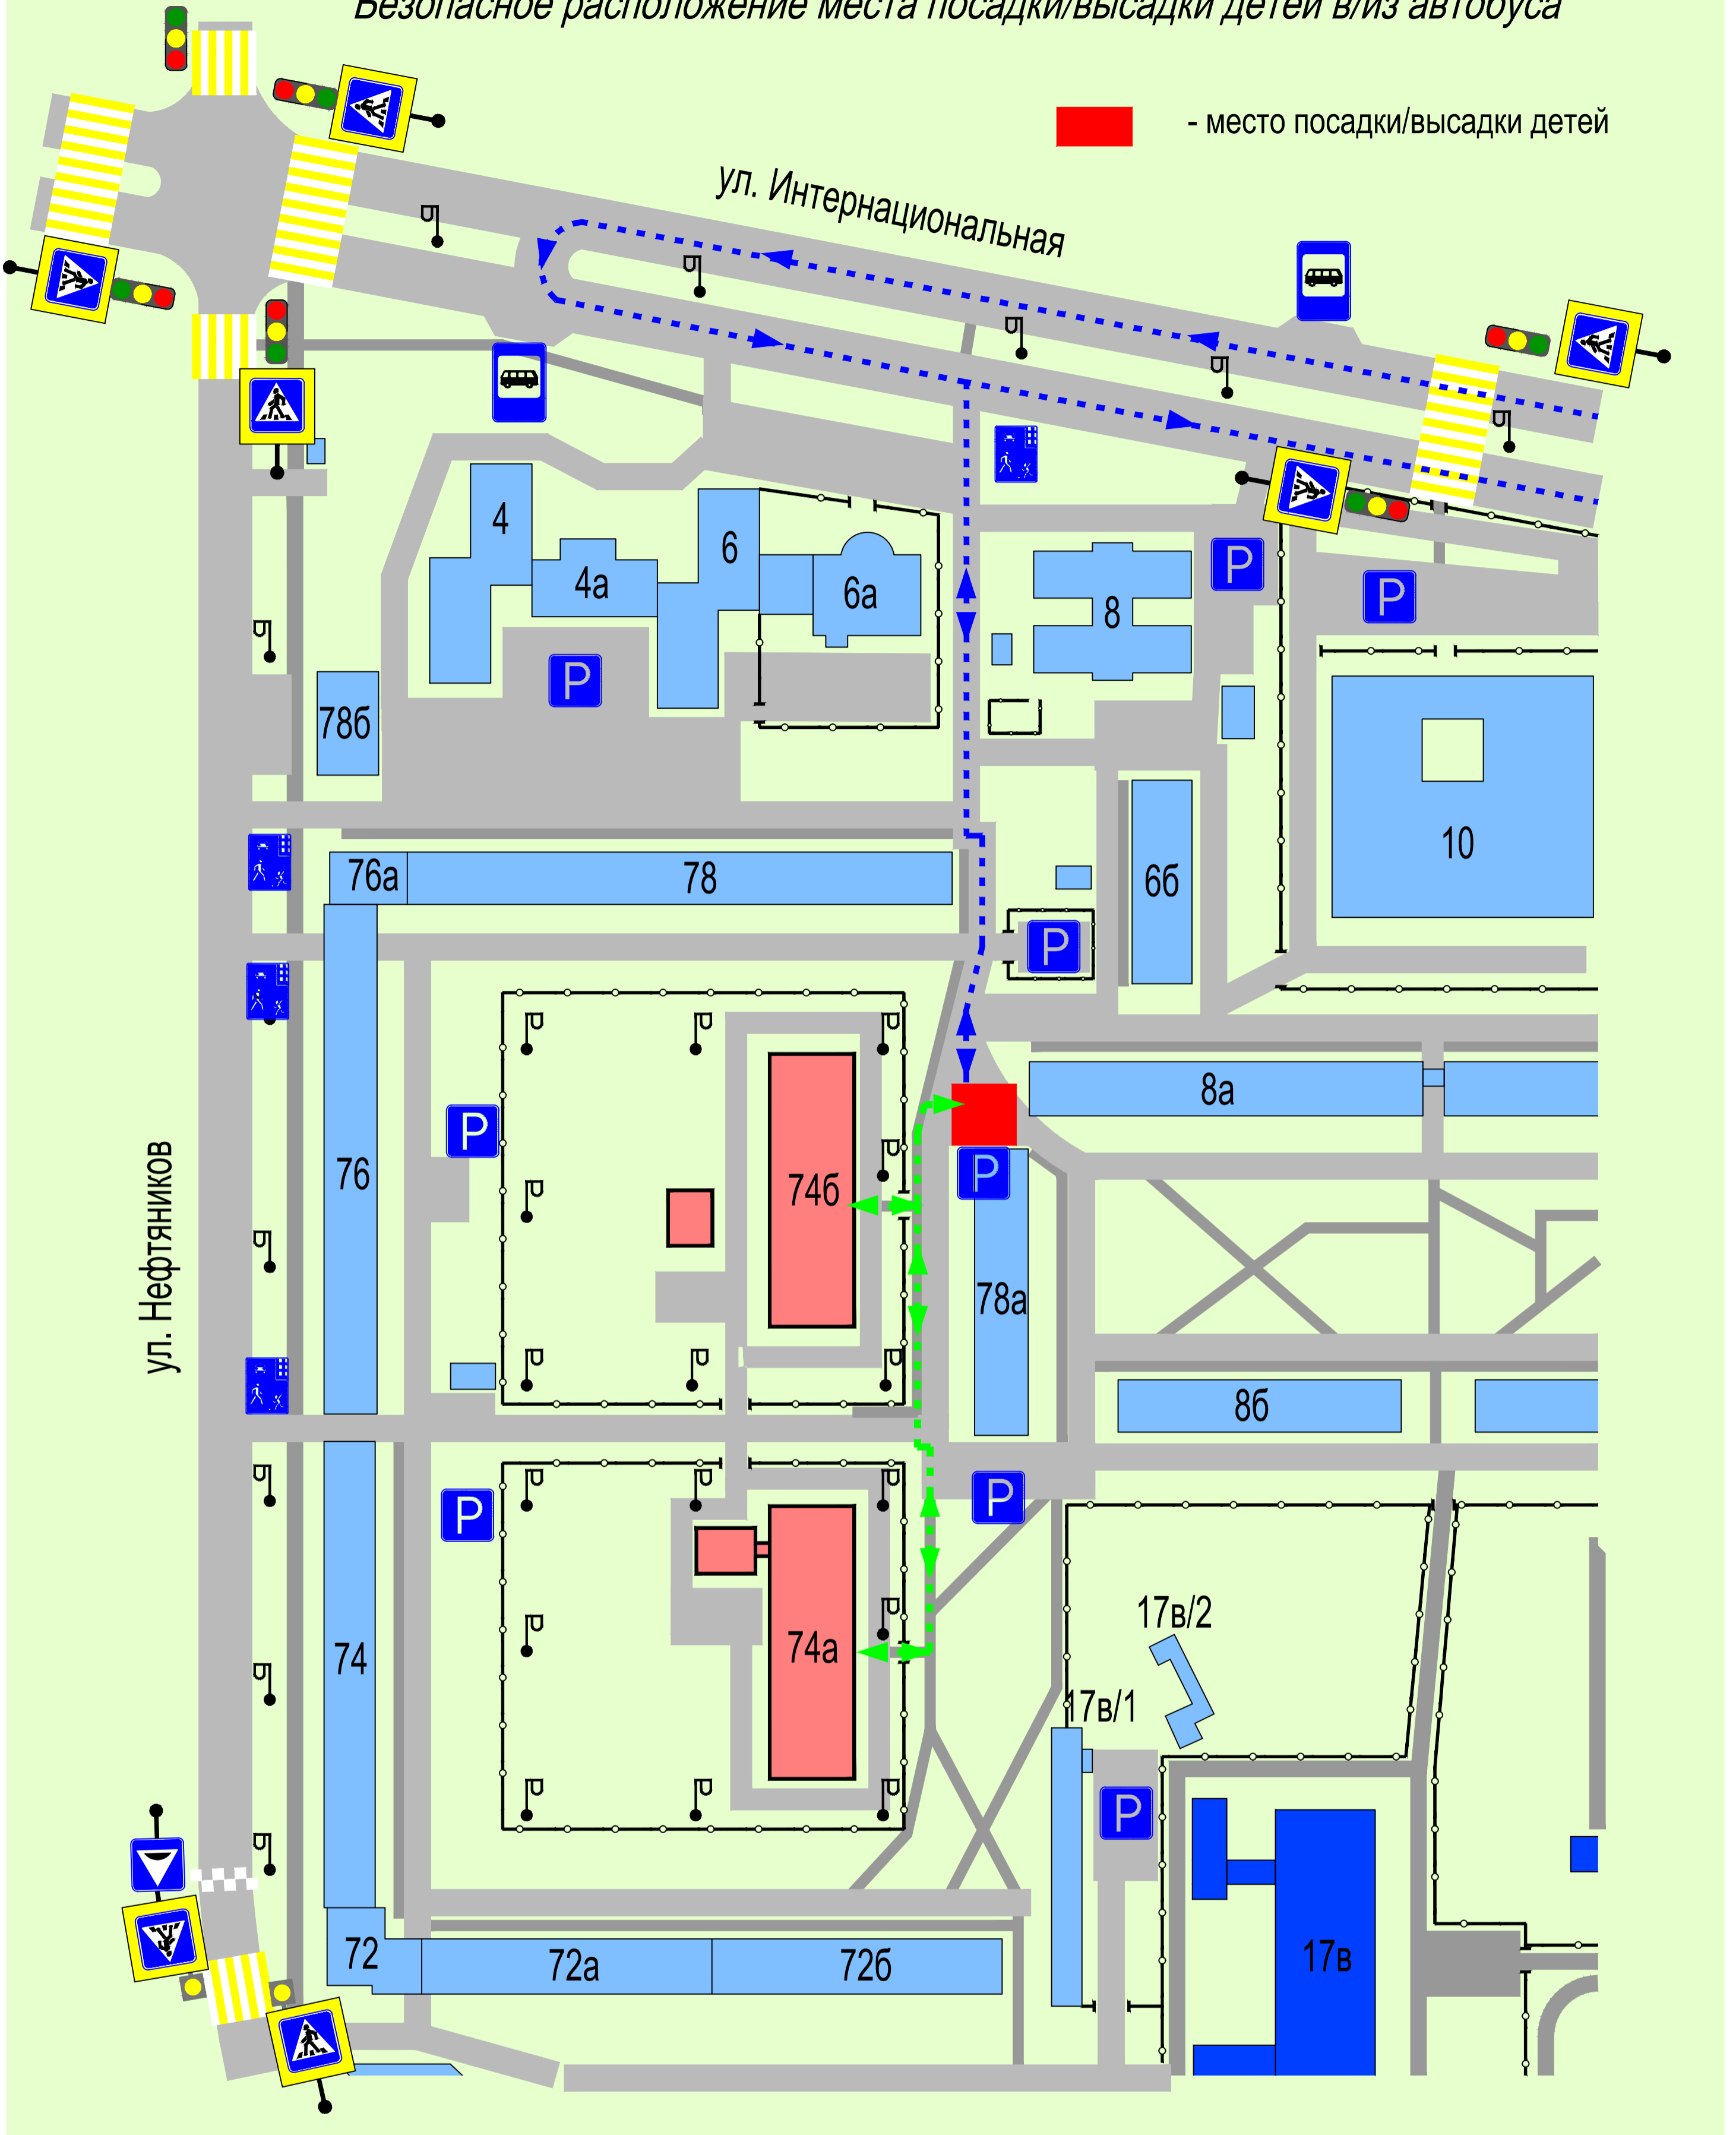 Безопасное расположение места посадки/высадки детей в/из автобуса
- место посадки/высадки детей
ул. Интернациональная
4
6
4а
6а
8
P
P
P
78б
10
76а
78
6б
P
8а
P
76
74б
P
78а
ул. Нефтяников
8б
P
P
17в/2
74
74а
17в/1
P
72
72а
72б
17в